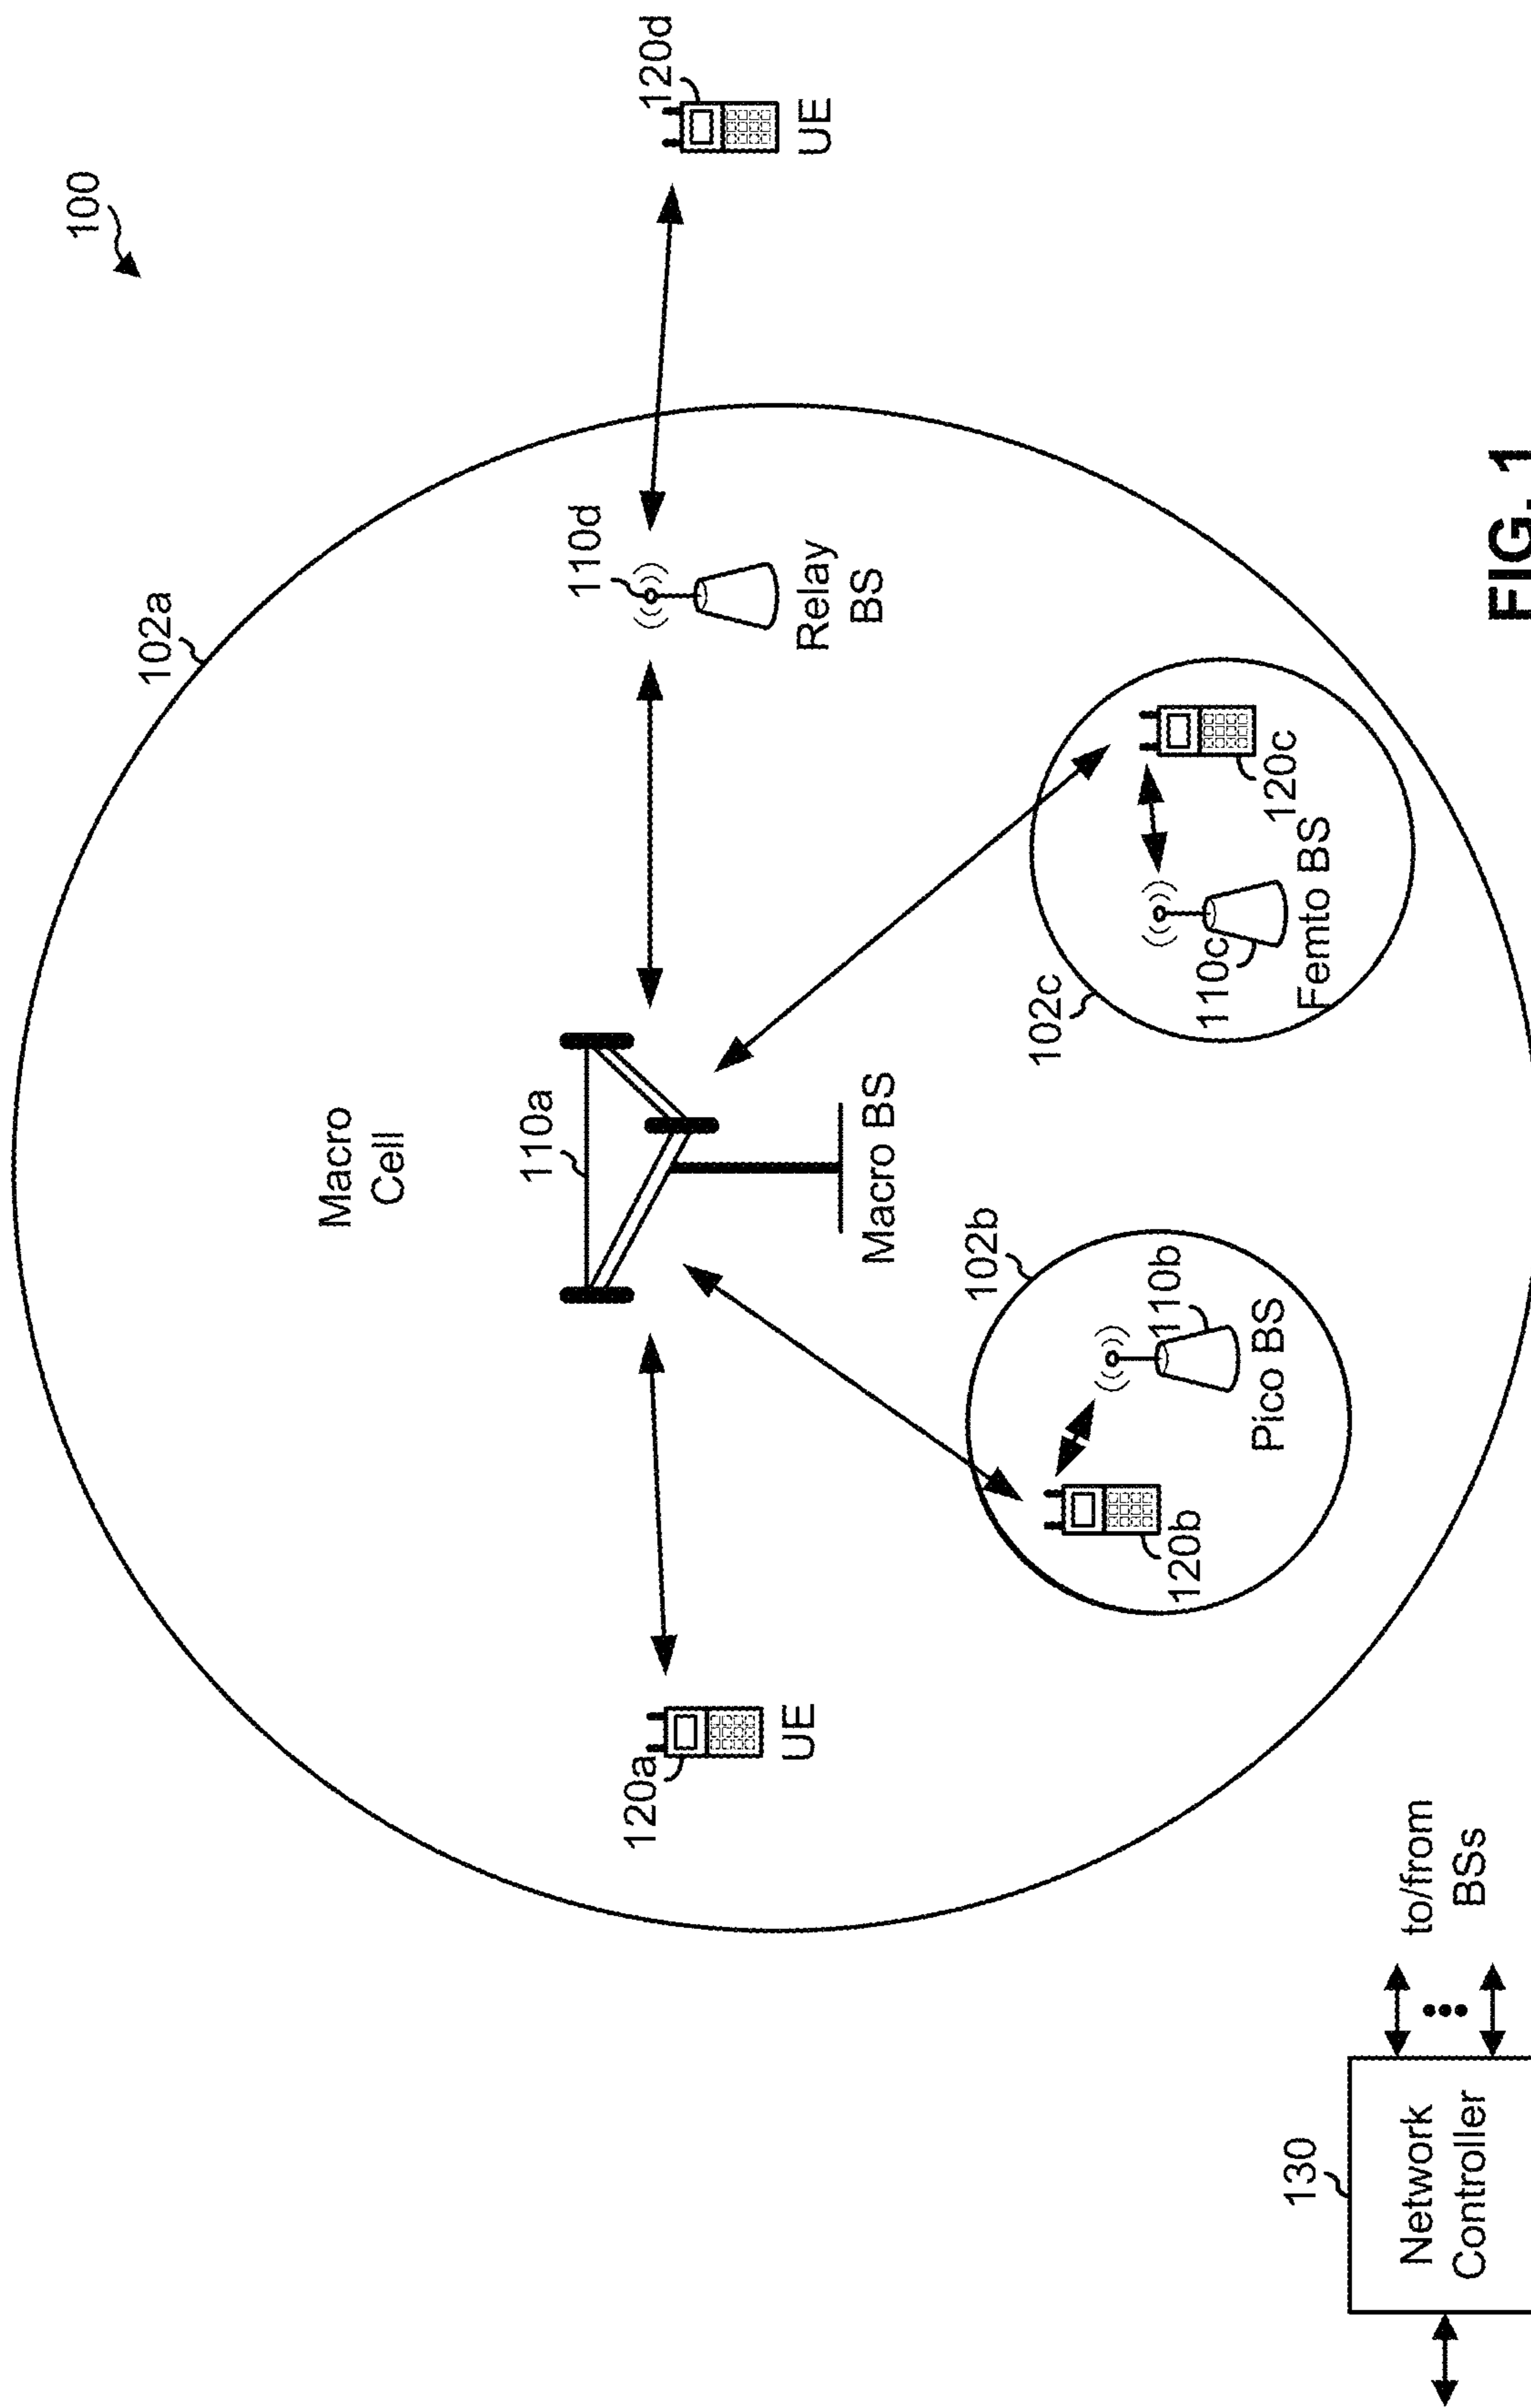 100
102a
Macro
Cell
110a
110d
120a
UE
120d
UE
Relay
BS
Macro BS
102b
102c
110b
Pico BS
120b
110c
Femto BS
120c
130
Network
Controller
to/from
BSs
FIG. 1